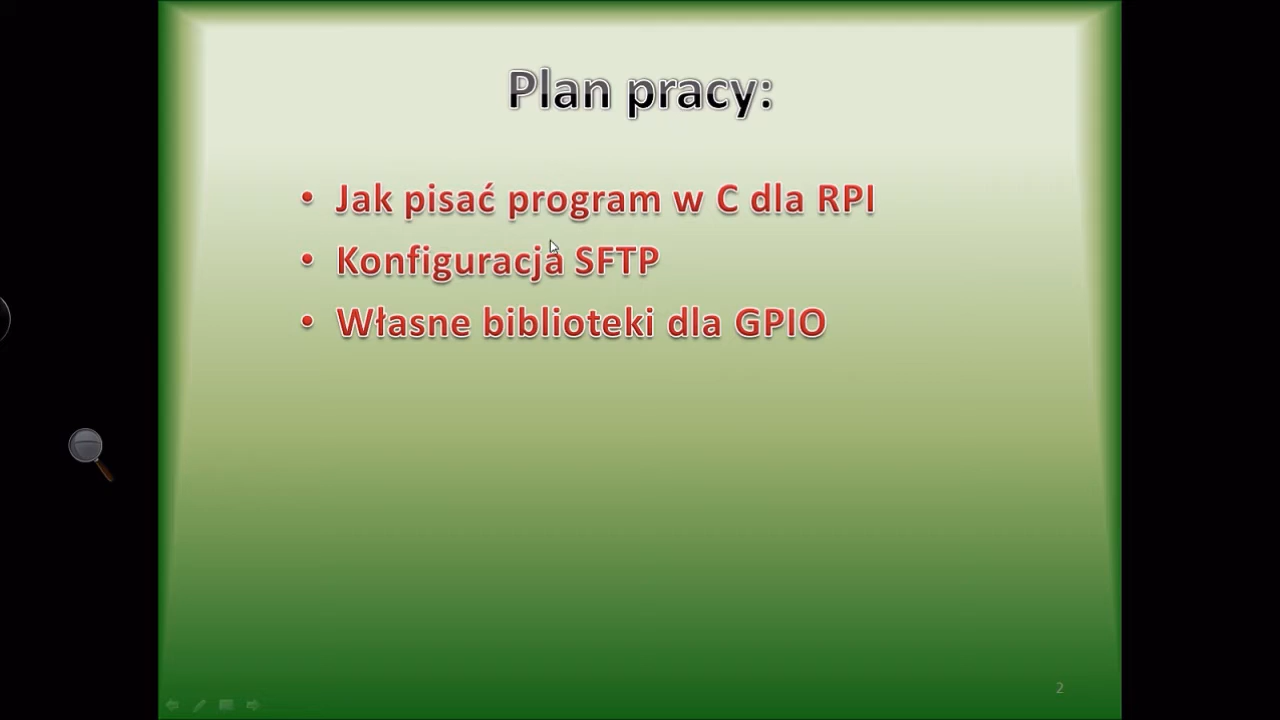 Plan pracy:
• Jak pisać program w C dla RPI
• Konfiguracja SFTP
• Własne biblioteki dla GPIO
2